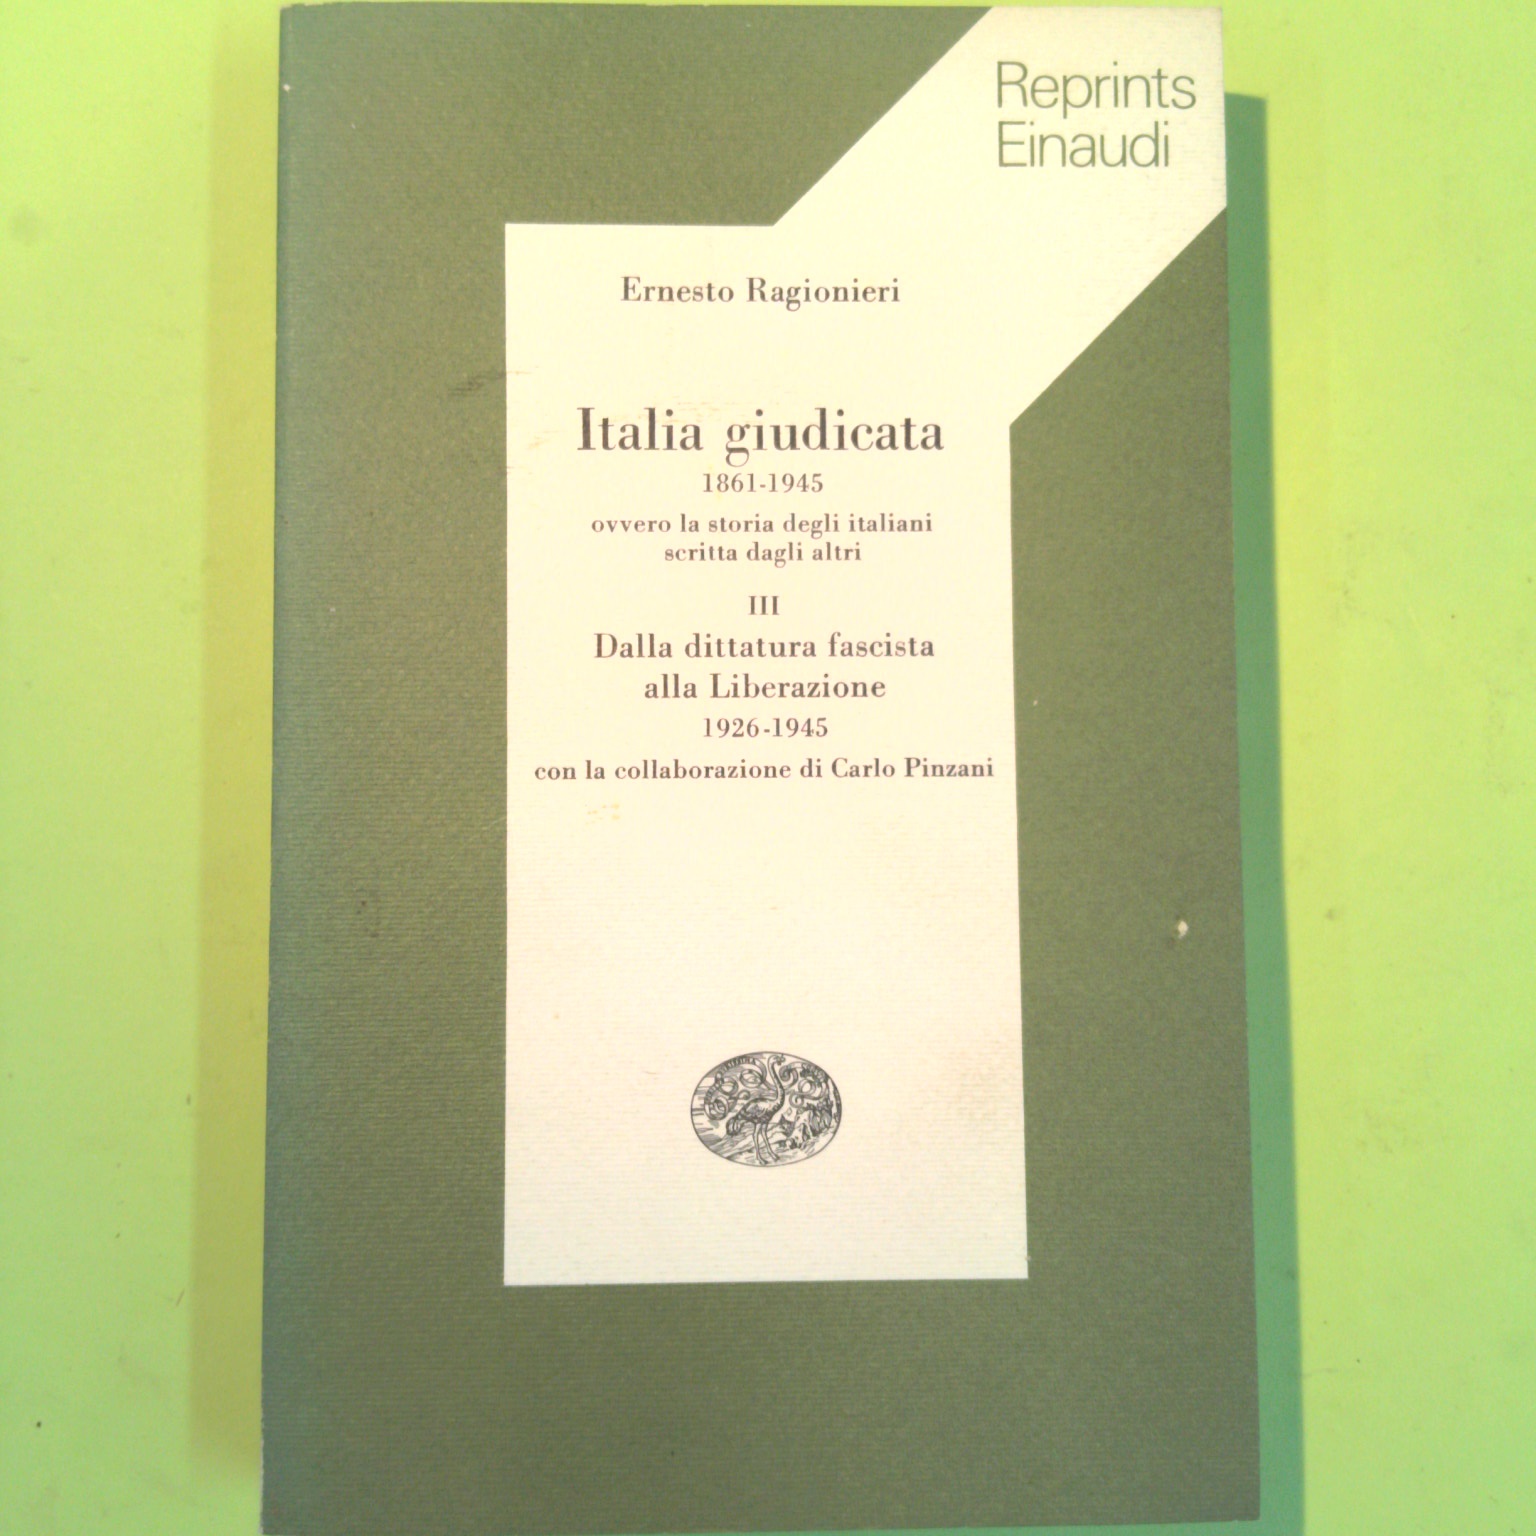 Reprints
Einaudi
Ernesto Ragionieri
Italia giudicata
1861-1945
ovvero la storia degli italiani
scritta dagli altri
III
Dalla dittatura fascista
alla Liberazione
1926-1945
con la collaborazione di Carlo Pinzani